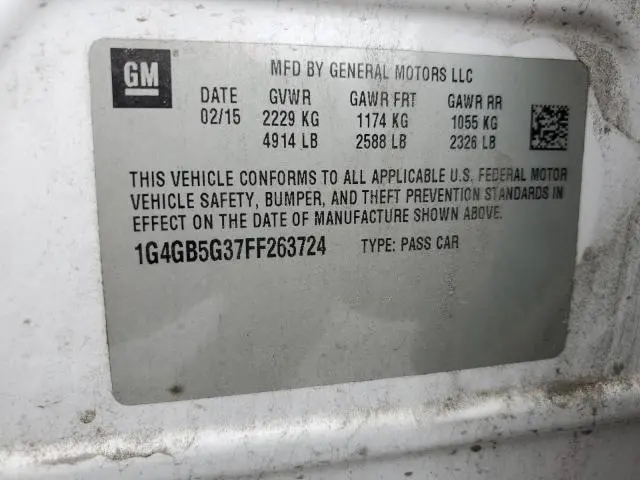 GM
MFD BY GENERAL MOTORS LLC
DATE GVWR GAWR FRT GAWR RR
02/15 2229 KG 1174 KG 1055 KG
4914 LB 2588 LB 2326 LB
THIS VEHICLE CONFORMS TO ALL APPLICABLE U.S. FEDERAL MOTOR
VEHICLE SAFETY, BUMPER, AND THEFT PREVENTION STANDARDS IN
EFFECT ON THE DATE OF MANUFACTURE SHOWN ABOVE.
1G4GB5G37FF263724 TYPE: PASS CAR